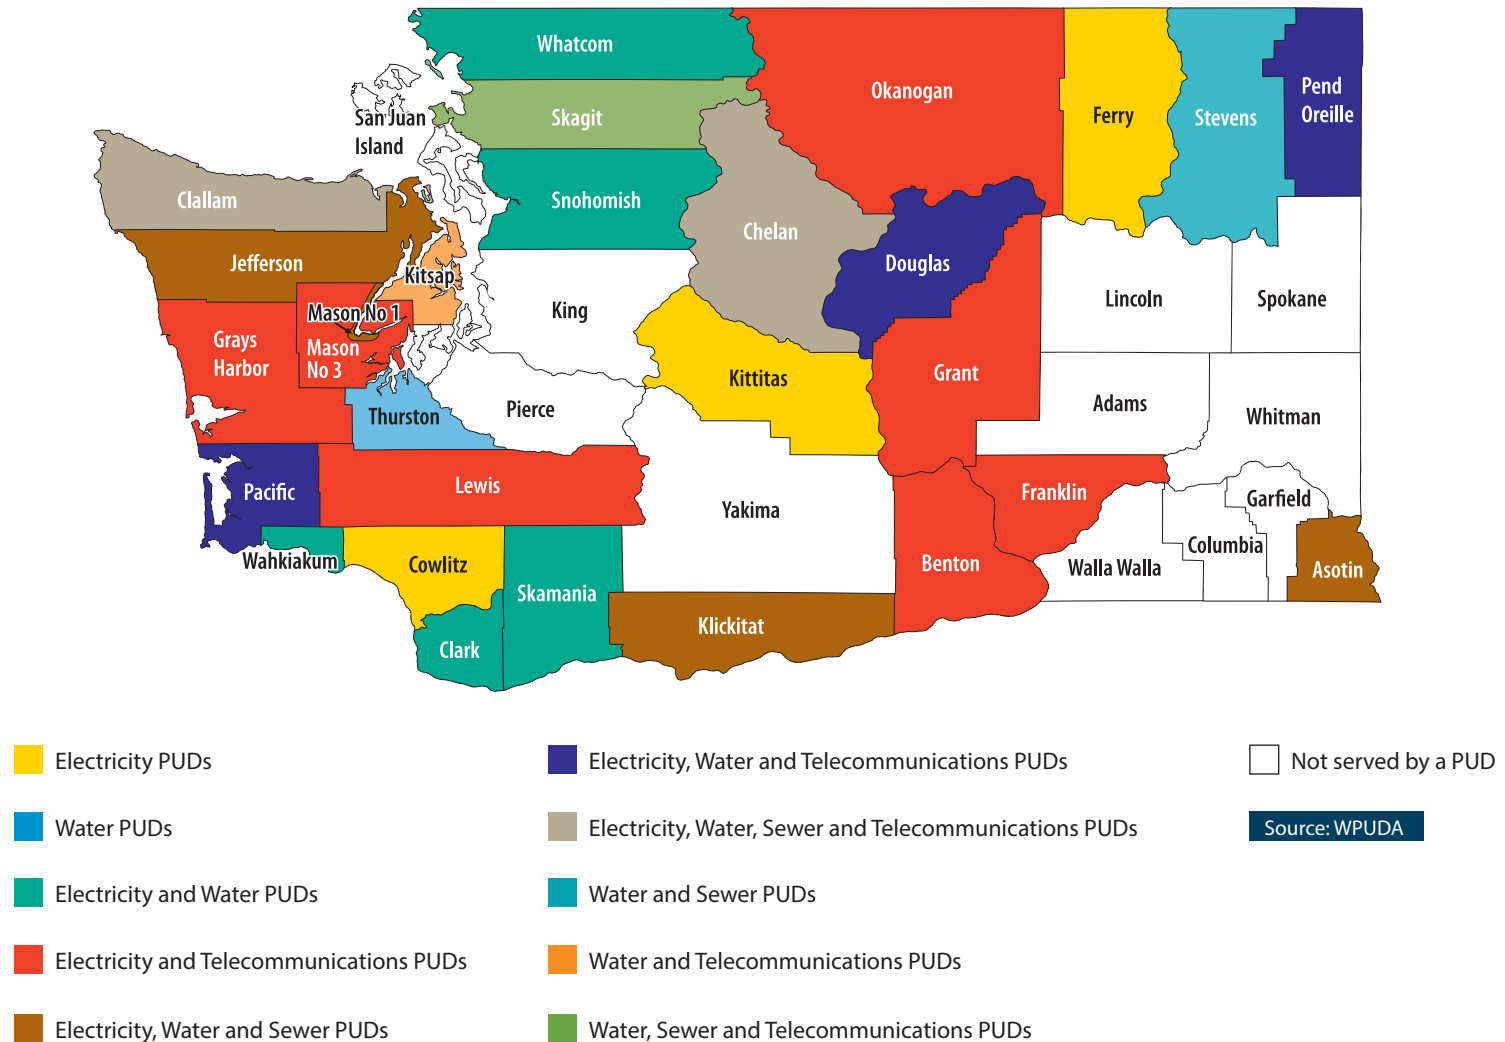 Whatcom
Okanogan
Ferry
Stevens
Pend
Oreille
San Juan
Island
Skagit
Clallam
Snohomish
Chelan
Jefferson
Kitsap
Douglas
Mason No 1
King
Lincoln
Spokane
Grays
Harbor
Mason
No 3
Kittitas
Grant
Thurston
Pierce
Adams
Whitman
Pacific
Lewis
Yakima
Franklin
Garfield
Wahkiakum
Cowlitz
Skamania
Benton
Walla Walla
Columbia
Asotin
Clark
Klickitat
Electricity PUDs
Water PUDs
Electricity and Water PUDs
Electricity and Telecommunications PUDs
Electricity, Water and Sewer PUDs
Electricity, Water and Telecommunications PUDs
Electricity, Water, Sewer and Telecommunications PUDs
Water and Sewer PUDs
Water and Telecommunications PUDs
Water, Sewer and Telecommunications PUDs
Not served by a PUD
Source: WPUDA